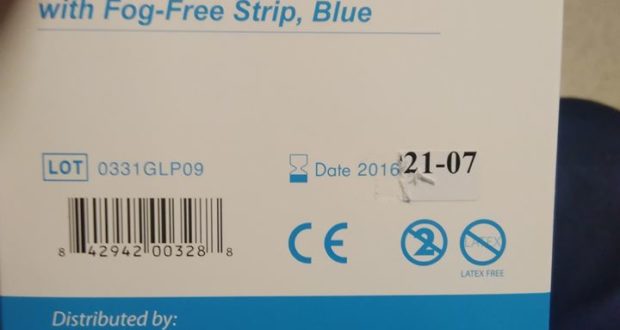 with Fog-Free Strip, Blue
LOT 0331GLP09
Date 2016 21-07
8 42942 00328 8
CE 2 LATEX
LATEX FREE
Distributed by: